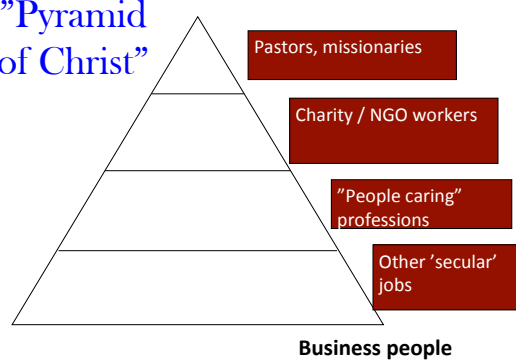 ”Pyramid
of Christ”
Pastors, missionaries
Charity / NGO workers
”People caring”
professions
Other ’secular’
jobs
Business people